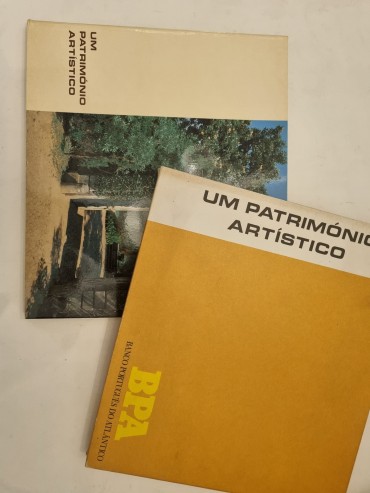 UM
PATRIMÓNIO
ARTÍSTICO
UM PATRIMÓNIO
ARTÍSTICO
BPA
BANCO PORTUGUÊS DO ATLÂNTICO